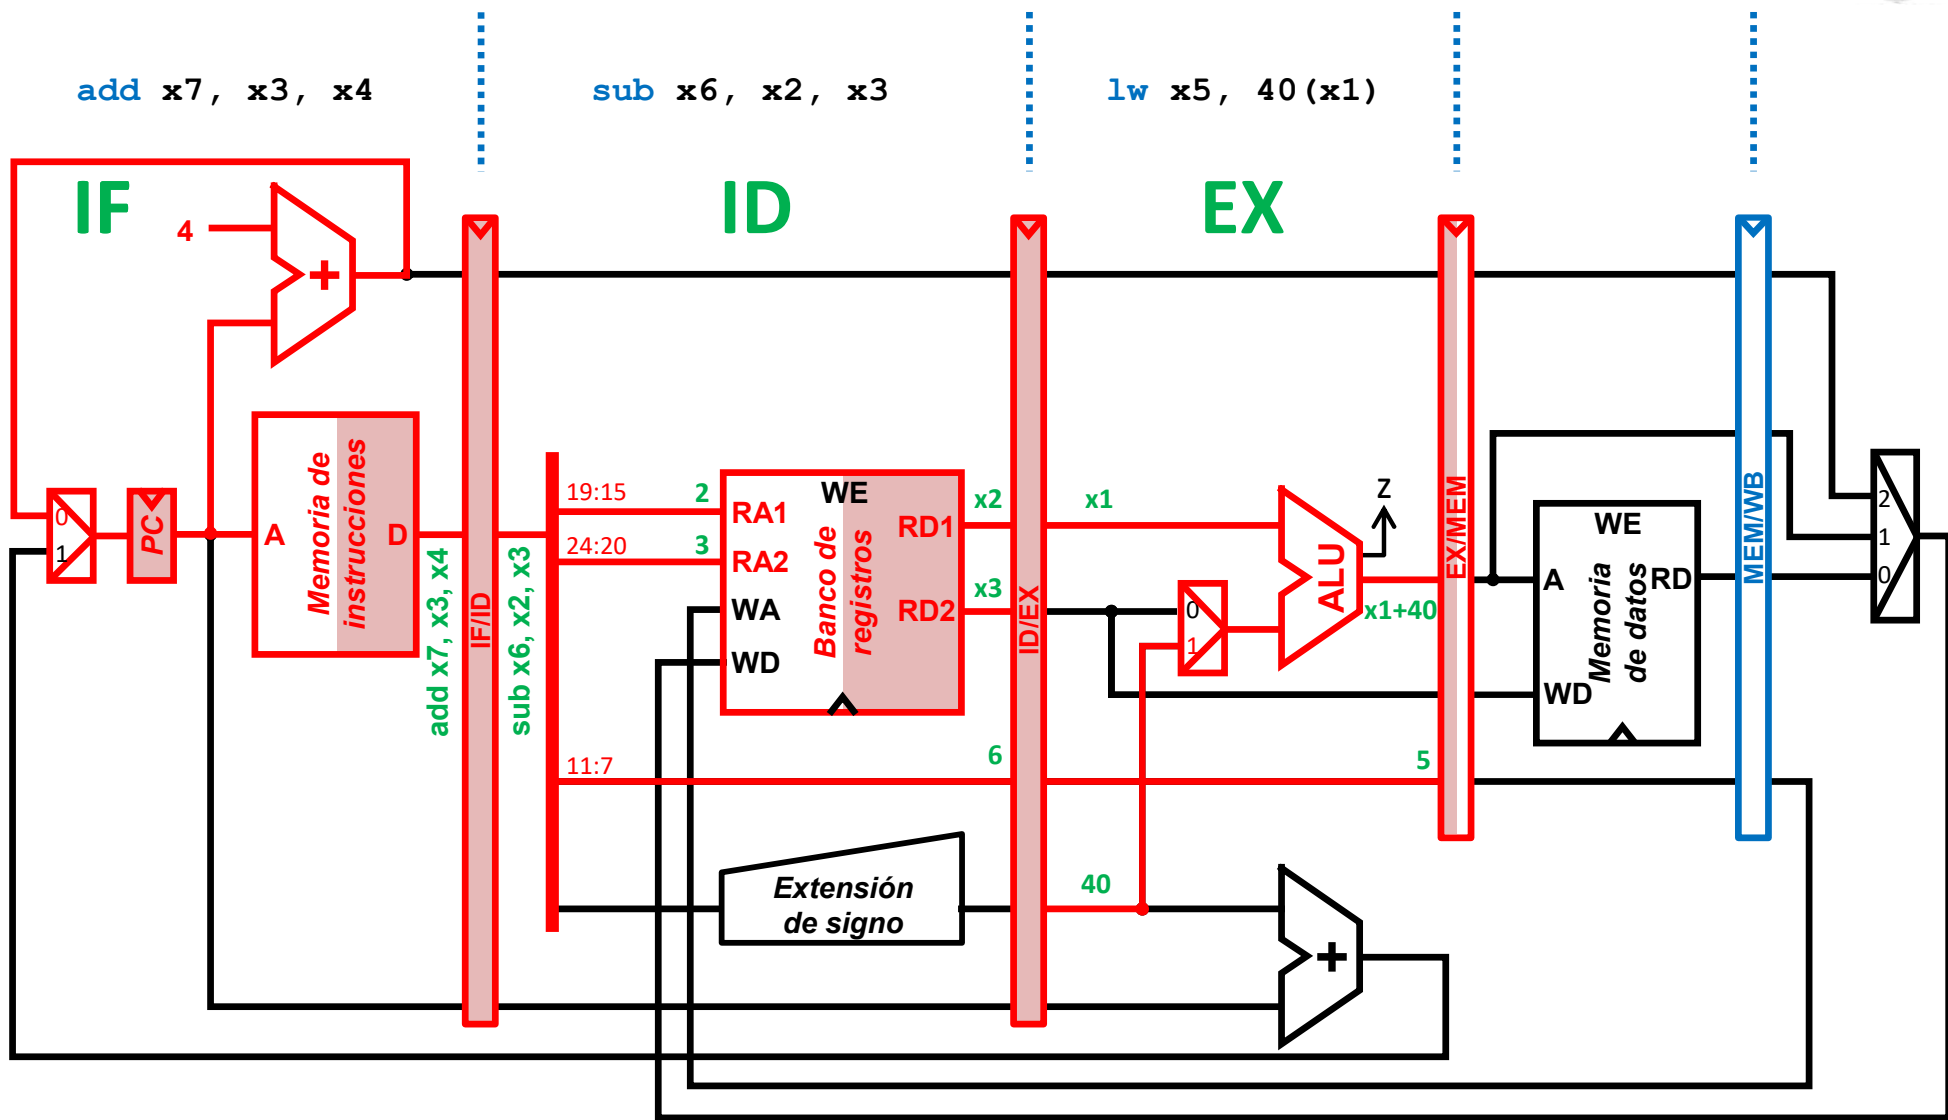 add x7, x3, x4
sub x6, x2, x3
lw x5, 40(x1)
IF
ID
EX
4
+
0
1
PC
A
Memoria de
instrucciones
D
add x7, x3, x4
IF/ID
sub x6, x2, x3
19:15
2
24:20
3
11:7
RA1
RA2
WA
WD
WE
Banco de
registros
RD1
RD2
x2
x3
6
ID/EX
x1
0
1
ALU
Z
x1+40
5
40
Extensión
de signo
+
EX/MEM
A
WE
RD
WD
Memoria
de datos
MEM/WB
2
1
0